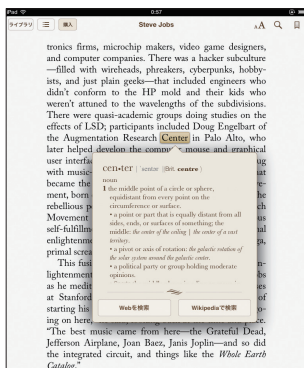 iPad
0:57
ライブラリ
購入
Steve Jobs
AA
tronics firms, microchip makers, video game designers,
and computer companies. There was a hacker subculture
—filled with wireheads, phreakers, cyberpunks, hobby-
ists, and just plain geeks—that included engineers who
didn't conform to the HP mold and their kids who
weren't attuned to the wavelengths of the subdivisions.
There were quasi-academic groups doing studies on the
effects of LSD; participants included Doug Engelbart of
the Augmentation Research Center in Palo Alto, who
later helped develop the computer mouse and graphical
user interfac
with music-
became the
ment, born
rebellious p
Movement
self-fulfillm
enlightenme
primal screa
This fusi
lightenment
as he medit
at Stanford
starting his
ing on here,
cen•ter | ˈsentər | (Brit. centre)
noun
1 the middle point of a circle or sphere,
equidistant from every point on the
circumference or surface.
• a point or part that is equally distant from all
sides, ends, or surfaces of something; the
middle: the center of the ceiling | the center of a vast
territory.
• a pivot or axis of rotation: the galactic rotation of
the solar system around the galactic center.
• a political party or group holding moderate
opinions.
Webを検索
Wikipediaで検索
"The best music came from here—the Grateful Dead,
Jefferson Airplane, Joan Baez, Janis Joplin—and so did
the integrated circuit, and things like the Whole Earth
Catalog."